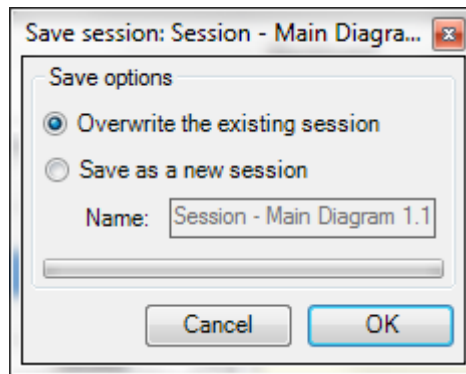 Save session: Session - Main Diagra...
Save options
Overwrite the existing session
Save as a new session
Name: Session - Main Diagram 1.1
Cancel OK